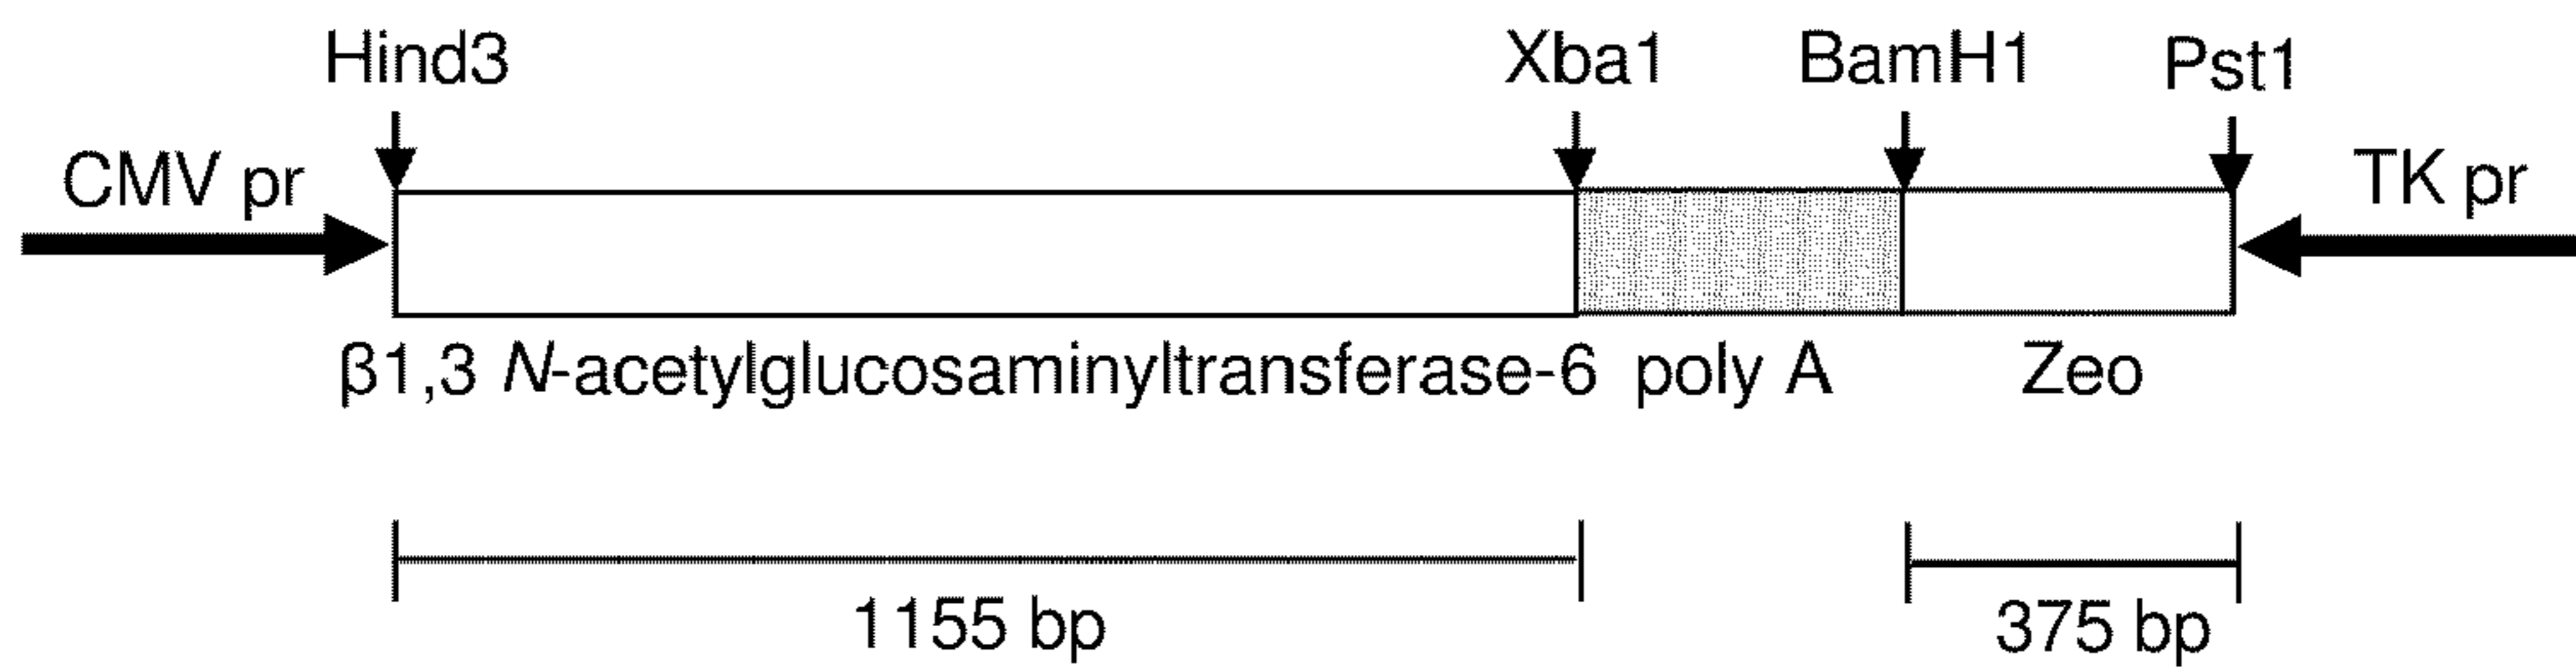 Hind3 Xba1 BamH1 Pst1
CMV pr TK pr
β1,3 N-acetylglucosaminyltransferase-6 poly A Zeo
1155 bp 375 bp